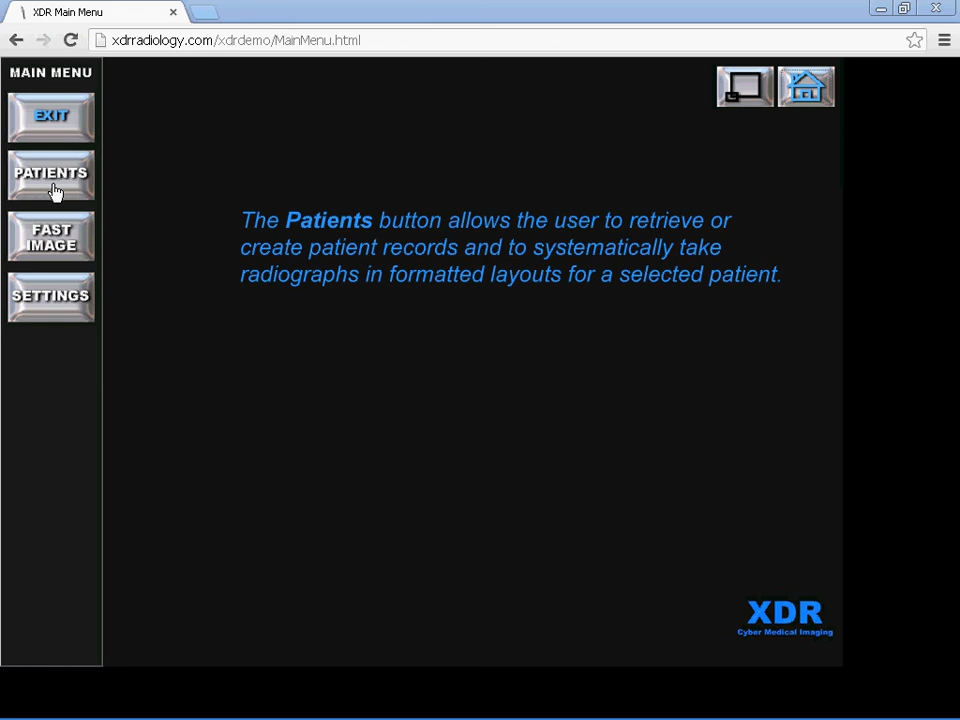 XDR Main Menu
xdrradiology.com/xdrdemo/MainMenu.html
MAIN MENU
EXIT
PATIENTS
FAST
IMAGE
SETTINGS
The Patients button allows the user to retrieve or
create patient records and to systematically take
radiographs in formatted layouts for a selected patient.
XDR
Cyber Medical Imaging